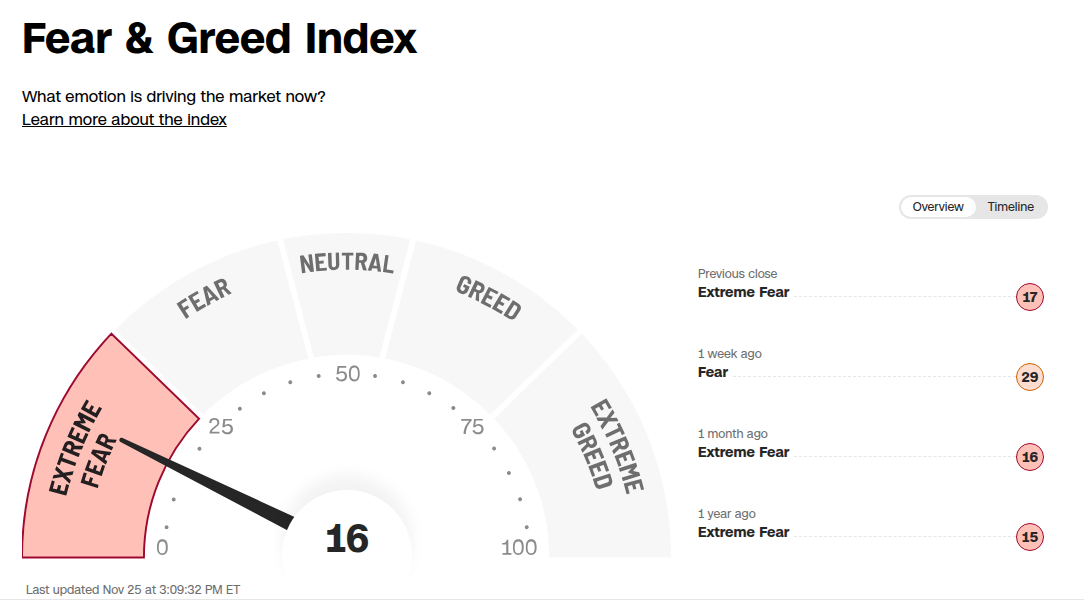 Fear & Greed Index
What emotion is driving the market now?
Learn more about the index
Overview
Timeline
EXTREME
FEAR
FEAR
NEUTRAL
GREED
EXTREME
GREED
0
25
50
75
100
16
Previous close
Extreme Fear
17
1 week ago
Fear
29
1 month ago
Extreme Fear
16
1 year ago
Extreme Fear
15
Last updated Nov 25 at 3:09:32 PM ET